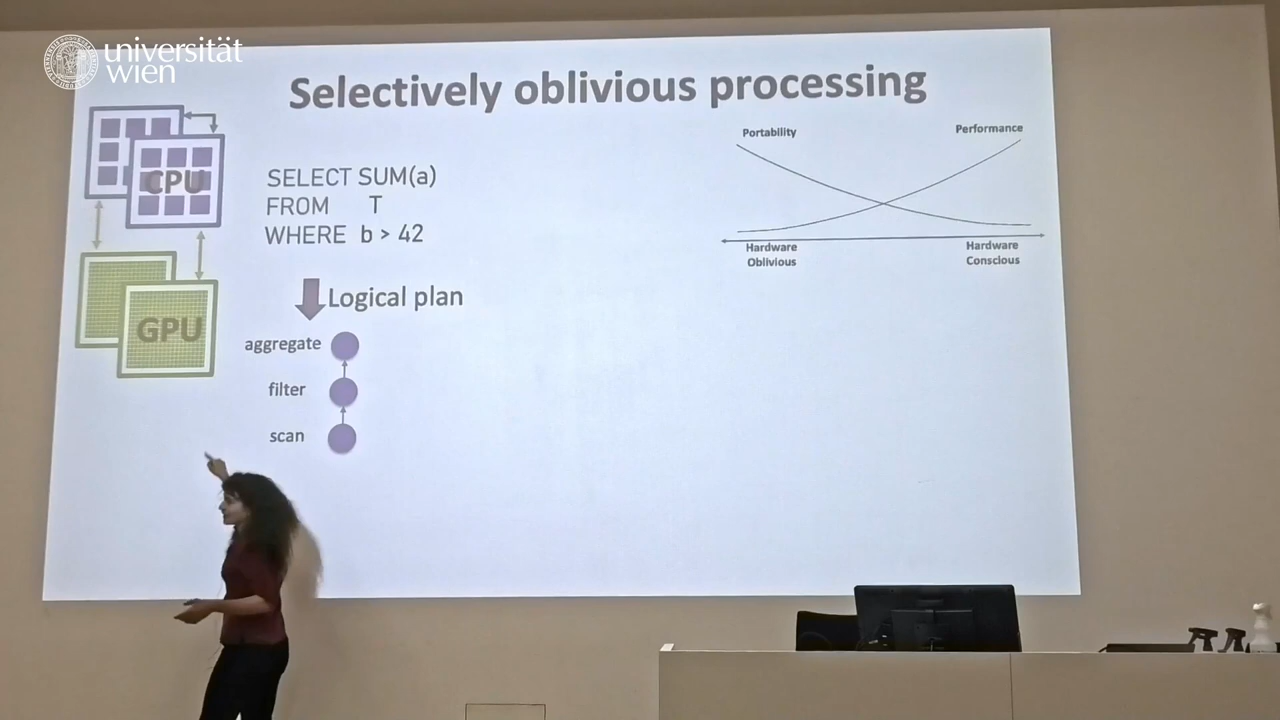 universität
wien
Selectively oblivious processing
CPU
GPU
SELECT SUM(a)
FROM T
WHERE b > 42
Logical plan
aggregate
filter
scan
Portability
Performance
Hardware
Oblivious
Hardware
Conscious